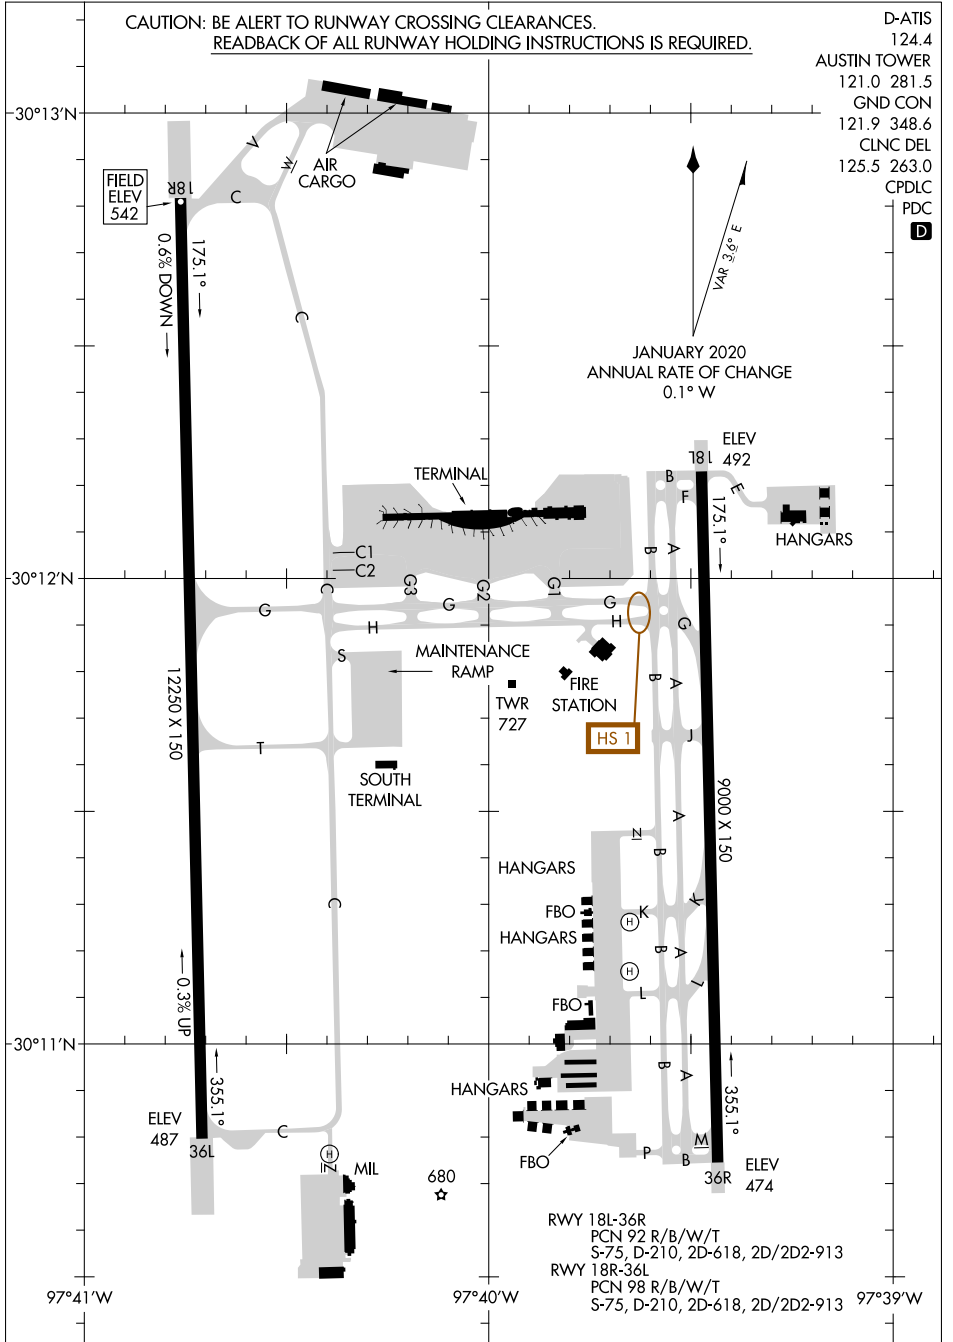 CAUTION: BE ALERT TO RUNWAY CROSSING CLEARANCES.
READBACK OF ALL RUNWAY HOLDING INSTRUCTIONS IS REQUIRED.
D-ATIS
124.4
AUSTIN TOWER
121.0 281.5
GND CON
121.9 348.6
CLNC DEL
125.5 263.0
CPDLC
PDC
D
30°13'N
V
W
AIR
CARGO
FIELD
ELEV
542
18R
C
175.1°
0.6% DOWN
VAR 3.6° E
C
JANUARY 2020
ANNUAL RATE OF CHANGE
0.1° W
ELEV
492
18L
TERMINAL
B
F
E
175.1°
HANGARS
C1
C2
B
A
30°12'N
C
G3
G2
G1
G
G
G
H
H
G
S
MAINTENANCE
RAMP
FIRE
STATION
TWR
727
B
A
HS 1
J
12250 X 150
T
SOUTH
TERMINAL
9000 X 150
A
N
B
HANGARS
C
FBO
K
K
H
HANGARS
B
A
H
L
L
FBO
0.3% UP
30°11'N
B
A
HANGARS
355.1°
355.1°
ELEV
487
36L
C
H
N
MIL
680
FBO
P
B
M
36R
ELEV
474
RWY 18L-36R
PCN 92 R/B/W/T
S-75, D-210, 2D-618, 2D/2D2-913
RWY 18R-36L
PCN 98 R/B/W/T
S-75, D-210, 2D-618, 2D/2D2-913
97°41'W
97°40'W
97°39'W